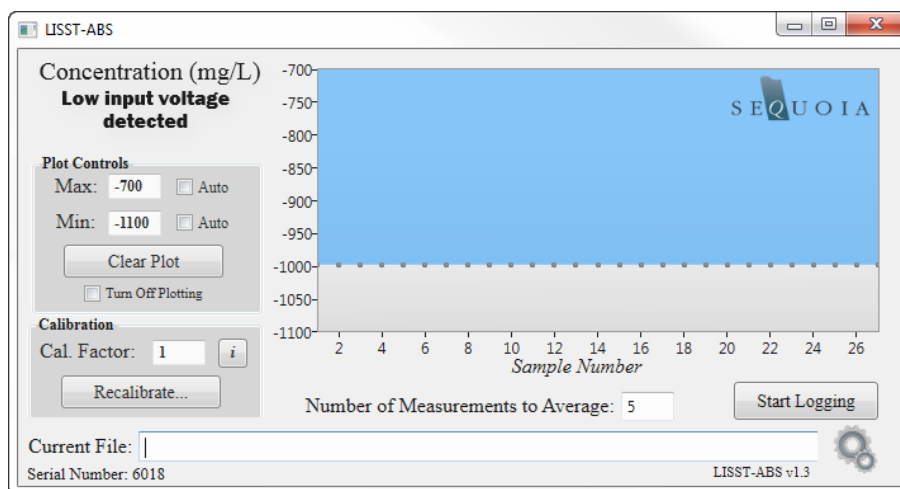 LISST-ABS
Concentration (mg/L)
Low input voltage
detected
Plot Controls
Max: -700 Auto
Min: -1100 Auto
Clear Plot
Turn Off Plotting
Calibration
Cal. Factor: 1 i
Recalibrate...
-700
-750
-800
-850
-900
-950
-1000
-1050
-1100
SEQUOIA
2 4 6 8 10 12 14 16 18 20 22 24 26
Sample Number
Number of Measurements to Average: 5
Start Logging
Current File:
Serial Number: 6018
LISST-ABS v1.3